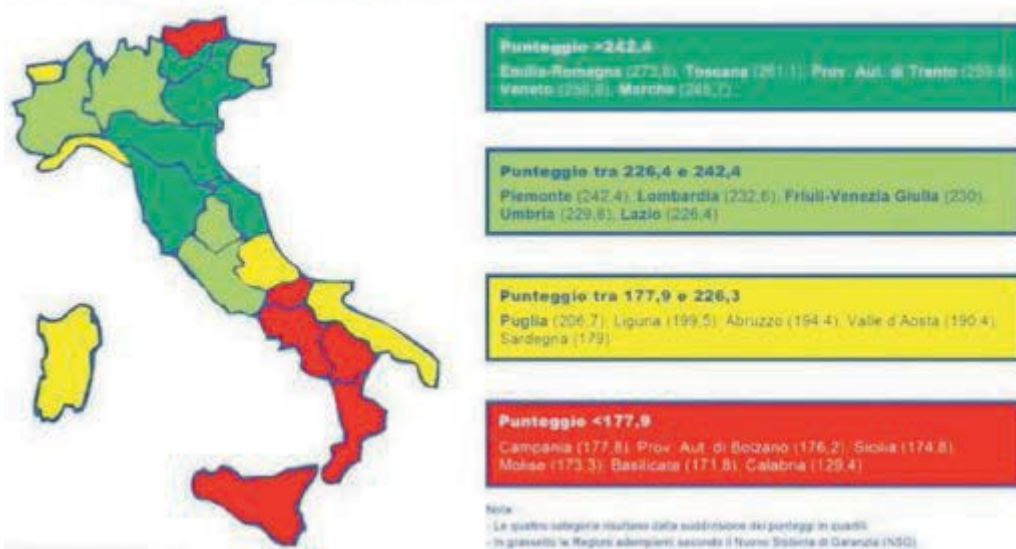 Punteggio >242,4
Emilia-Romagna (273,8), Toscana (261,1), Prov. Aut. di Trento
Veneto Marche
Punteggio tra 226,4 e 242,4
Piemonte (242,4), Lombardia (232,6), Friuli-Venezia Giulia (230),
Umbria (229,8), Lazio (226,4)
Punteggio tra 177,9 e 226,3
Puglia (206,7), Liguria (199,5), Abruzzo (194,4), Valle d'Aosta (190,4),
Sardegna (179)
Punteggio <177,9
Campania (177,8), Prov. Aut. di Bolzano (176,2), Sicilia (174,8),
Molise (173,3), Basilicata (171,8), Calabria (129,4)
Note
- Le quattro categorie risultano dalla suddivisione dei punteggi in quartili
- In grassetto le Regioni adempienti secondo il Nuovo Sistema di Garanzia (NSG)